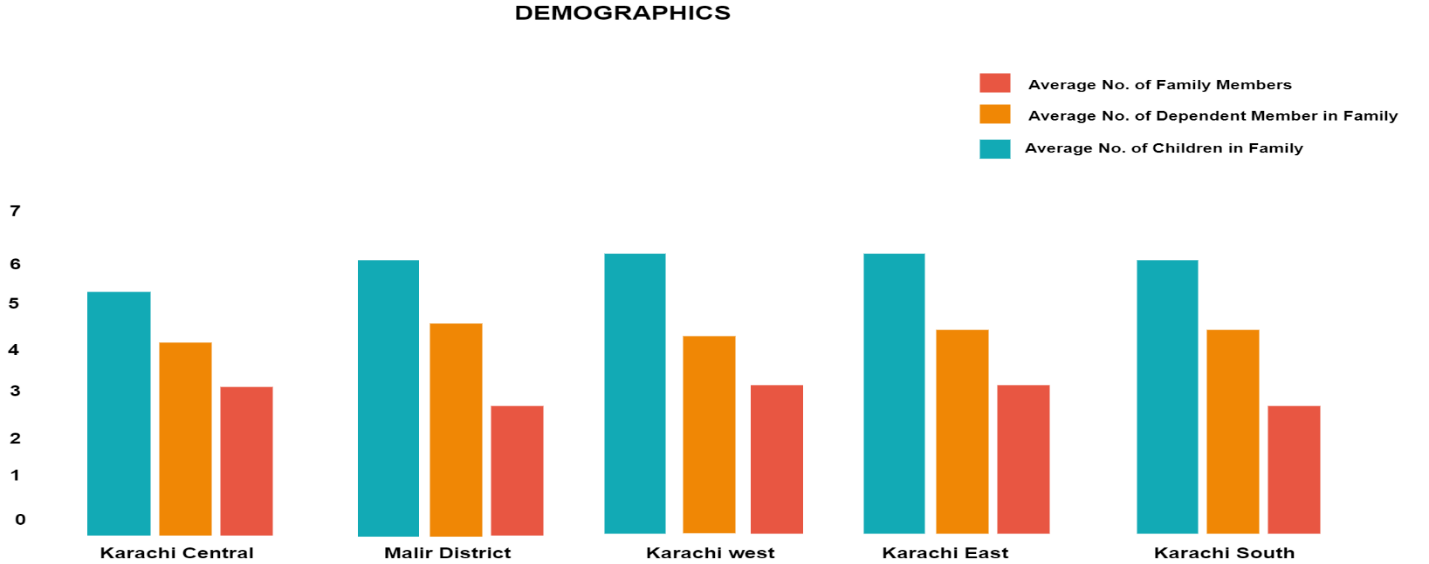 DEMOGRAPHICS
Average No. of Family Members
Average No. of Dependent Member in Family
Average No. of Children in Family
7
6
5
4
3
2
1
0
Karachi Central
Malir District
Karachi west
Karachi East
Karachi South